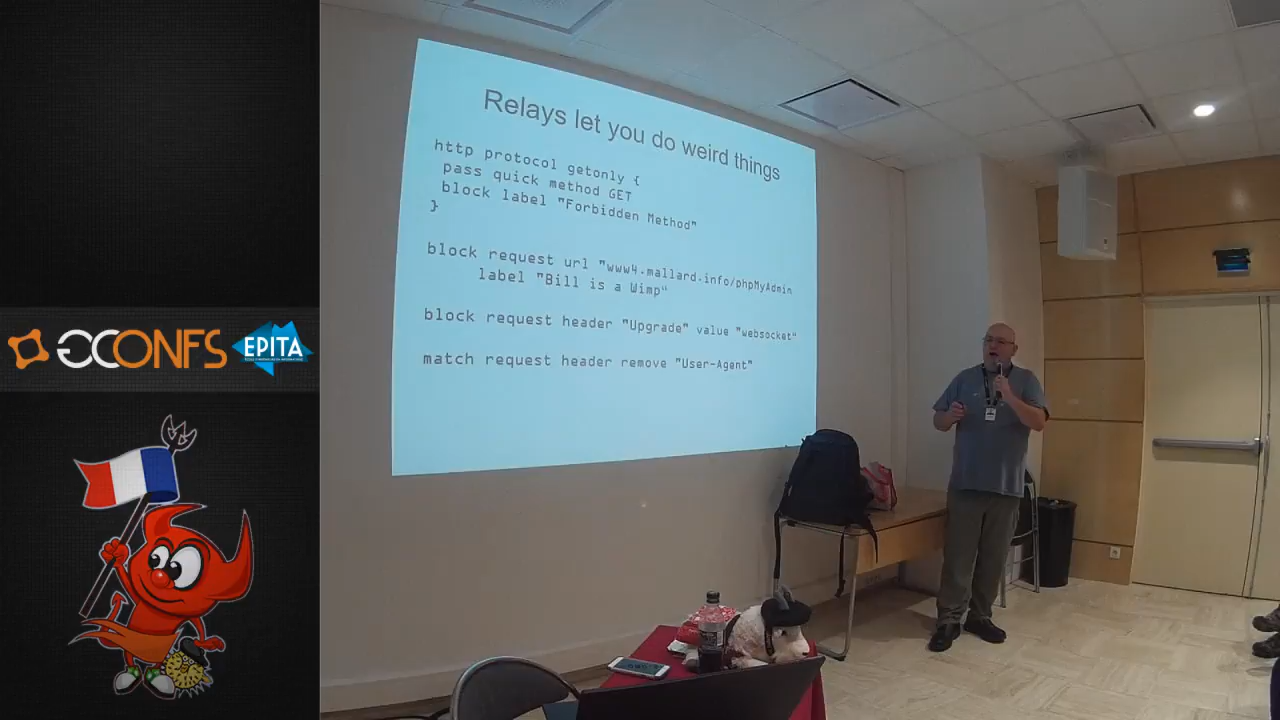 Relays let you do weird things
http protocol getonly {
pass quick method GET
block label "Forbidden Method"
}
block request url "www4.mallard.info/phpMyAdmin
label "Bill is a Wimp"
block request header "Upgrade" value "websocket"
match request header remove "User-Agent"
GCONFS
EPITA